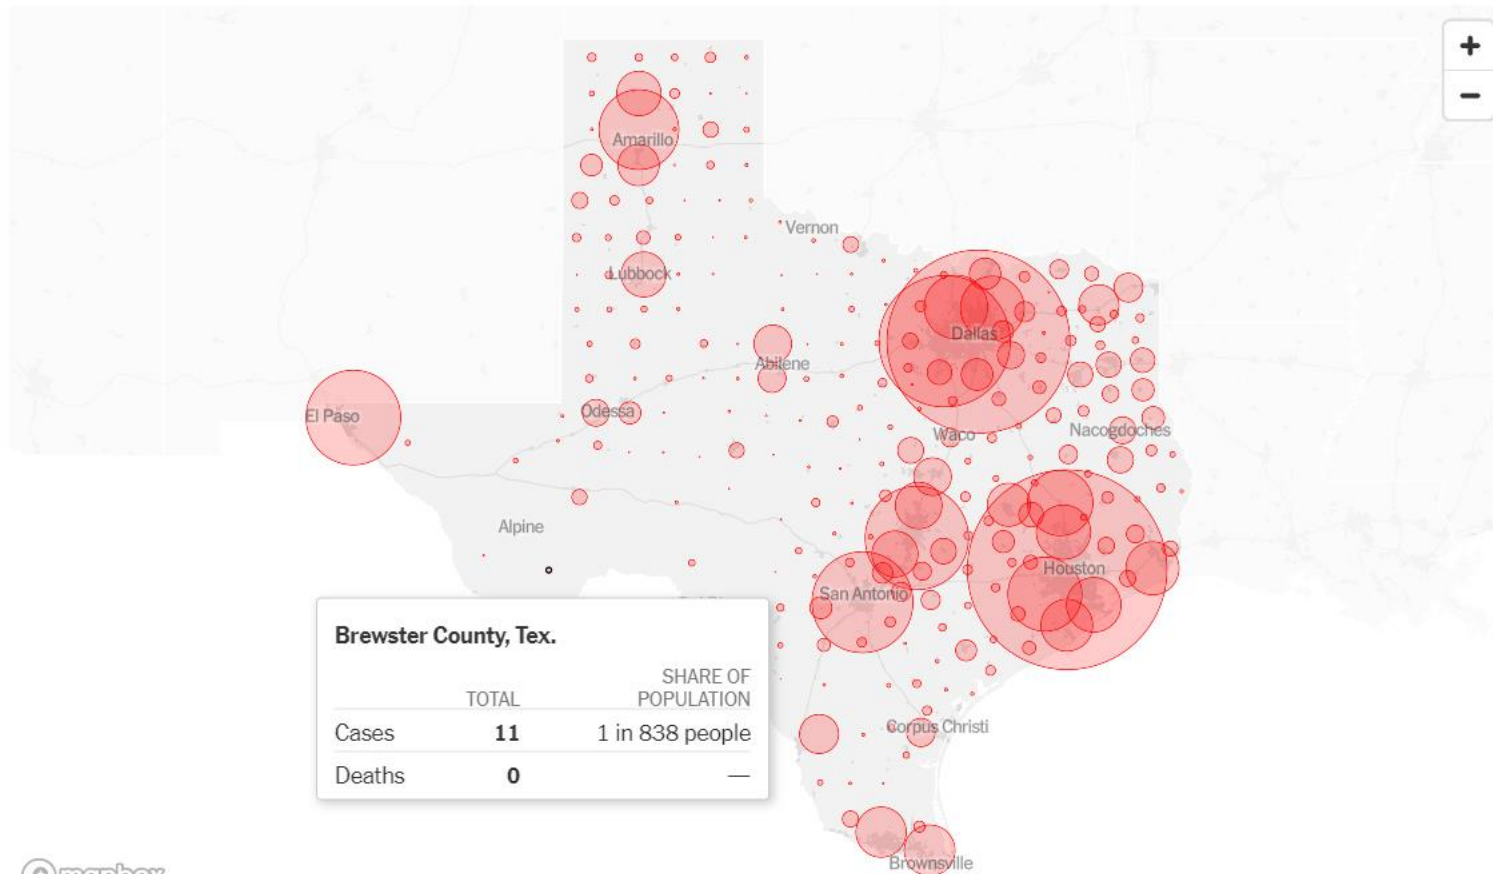 +
−
Amarillo
Vernon
Lubbock
Dallas
Abilene
El Paso
Odessa
Waco
Nacogdoches
Alpine
Houston
San Antonio
Brewster County, Tex.
SHARE OF
TOTAL POPULATION
Cases 11 1 in 838 people
Deaths 0 —
Corpus Christi
Brownsville
mapbox